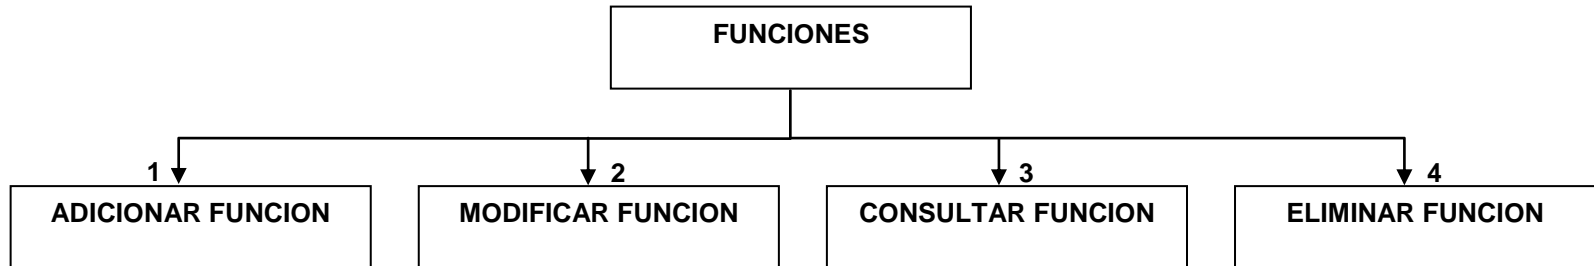 FUNCIONES
1
2
3
4
ADICIONAR FUNCION
MODIFICAR FUNCION
CONSULTAR FUNCION
ELIMINAR FUNCION